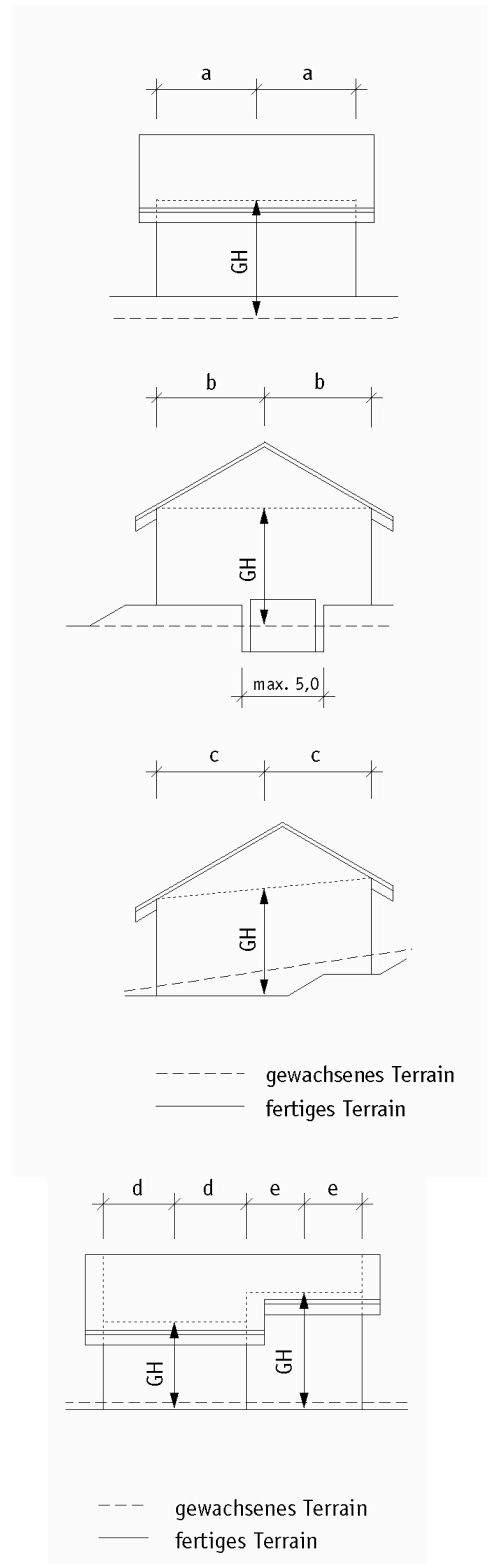 a a
GH
b b
GH
max. 5,0
c c
GH
gewachsenes Terrain
fertiges Terrain
d d e e
GH GH
gewachsenes Terrain
fertiges Terrain